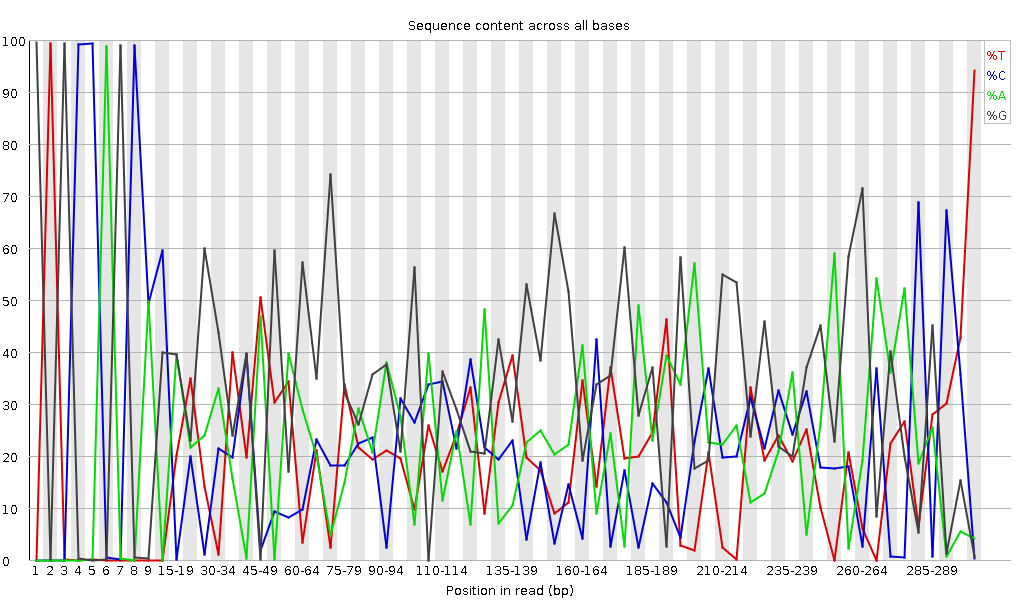 Sequence content across all bases
100
90
80
70
60
50
40
30
20
10
0
%T
%C
%A
%G
1 2 3 4 5 6 7 8 9 15-19 30-34 45-49 60-64 75-79 90-94 110-114 135-139 160-164 185-189 210-214 235-239 260-264 285-289
Position in read (bp)